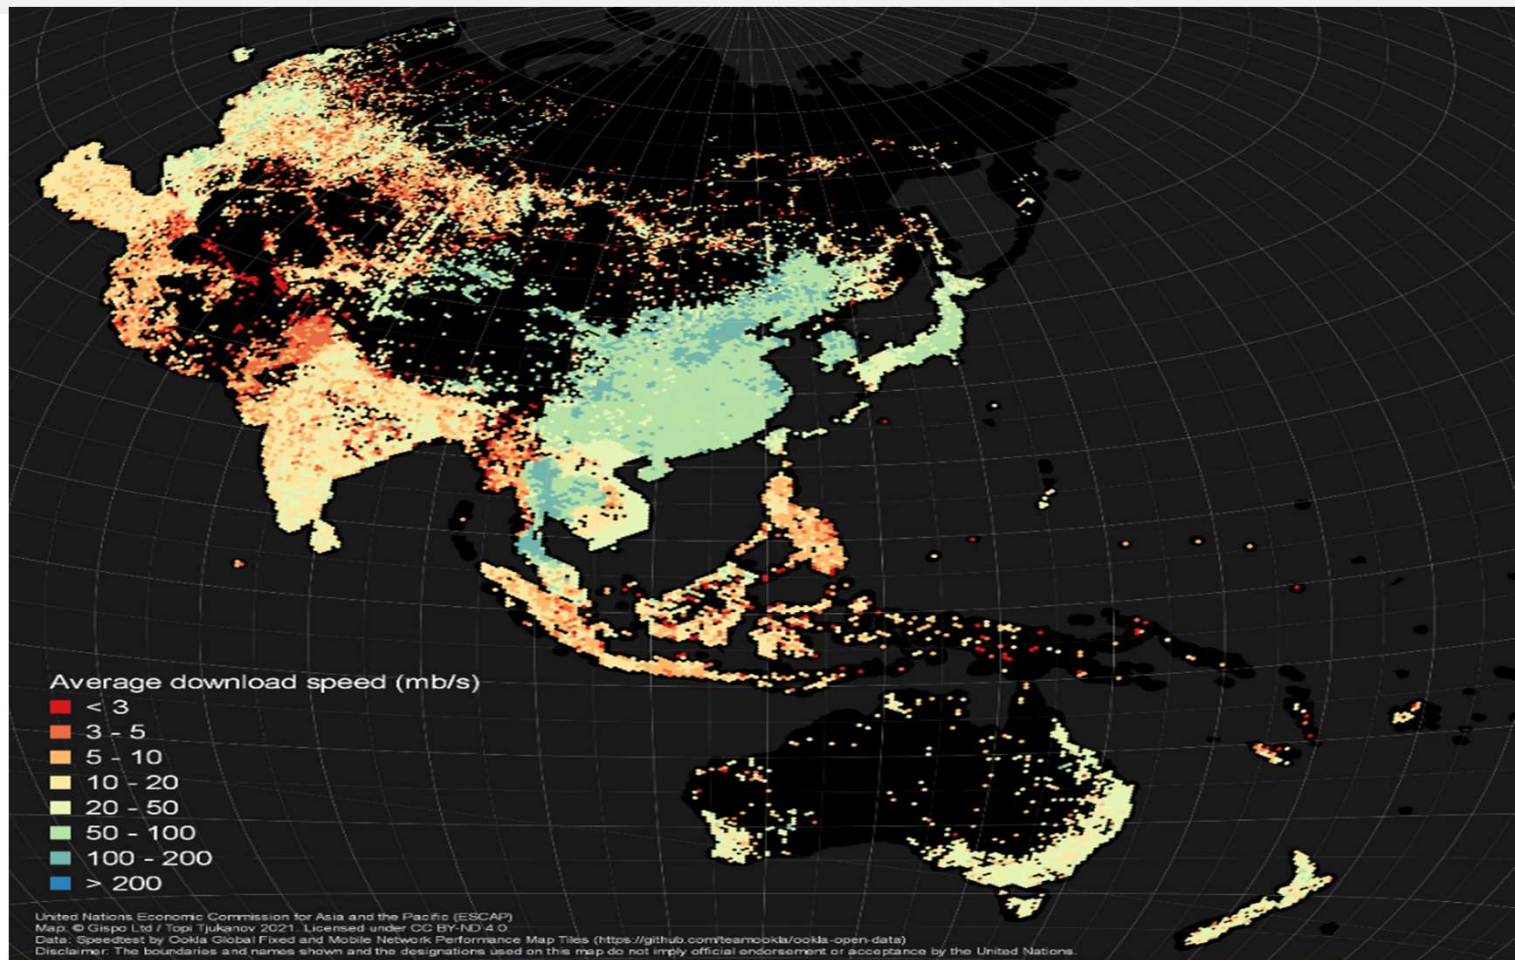 Average download speed (mb/s)
< 3
3 - 5
5 - 10
10 - 20
20 - 50
50 - 100
100 - 200
> 200
United Nations Economic Commission for Asia and the Pacific (ESCAP)
Map: © Gispo Ltd / Topi Tjukanov 2021. Licensed under CC BY-ND 4.0.
Data: Speedtest by Ookla Global Fixed and Mobile Network Performance Map Tiles (https://github.com/teamookla/ookla-open-data)
Disclaimer: The boundaries and names shown and the designations used on this map do not imply official endorsement or acceptance by the United Nations.